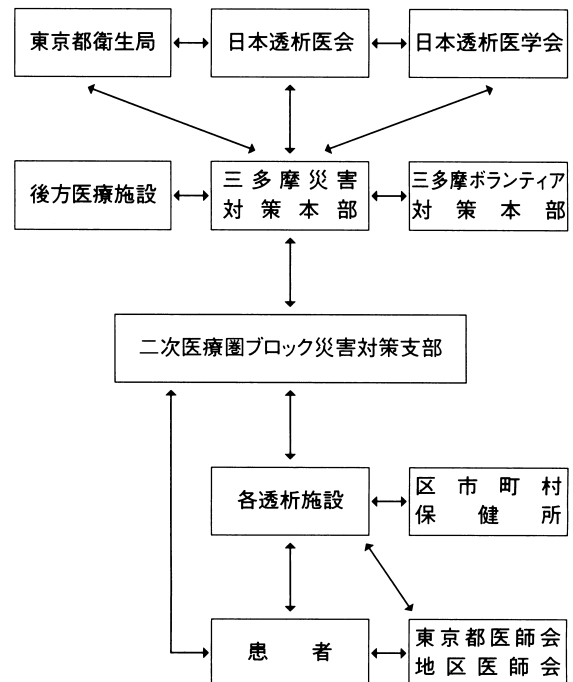 東京都衛生局
日本透析医会
日本透析医学会
後方医療施設
三多摩災害
対策本部
三多摩ボランティア
対策本部
二次医療圏ブロック災害対策支部
各透析施設
区市町村
保健所
患者
東京都医師会
地区医師会